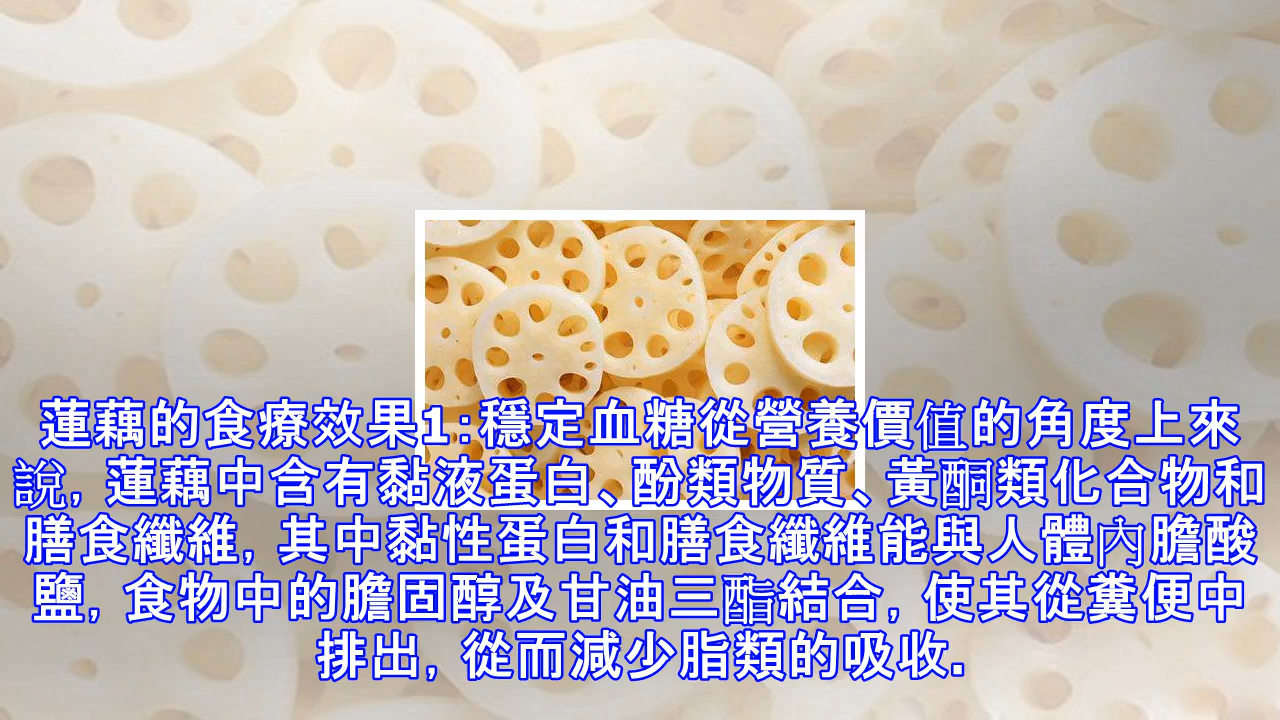 蓮藕的食療效果1:穩定血糖從營養價值的角度上來
說, 蓮藕中含有黏液蛋白、酚類物質、黃酮類化合物和
膳食纖維, 其中黏性蛋白和膳食纖維能與人體內膽酸
鹽, 食物中的膽固醇及甘油三酯結合, 使其從糞便中
排出, 從而減少脂類的吸收.